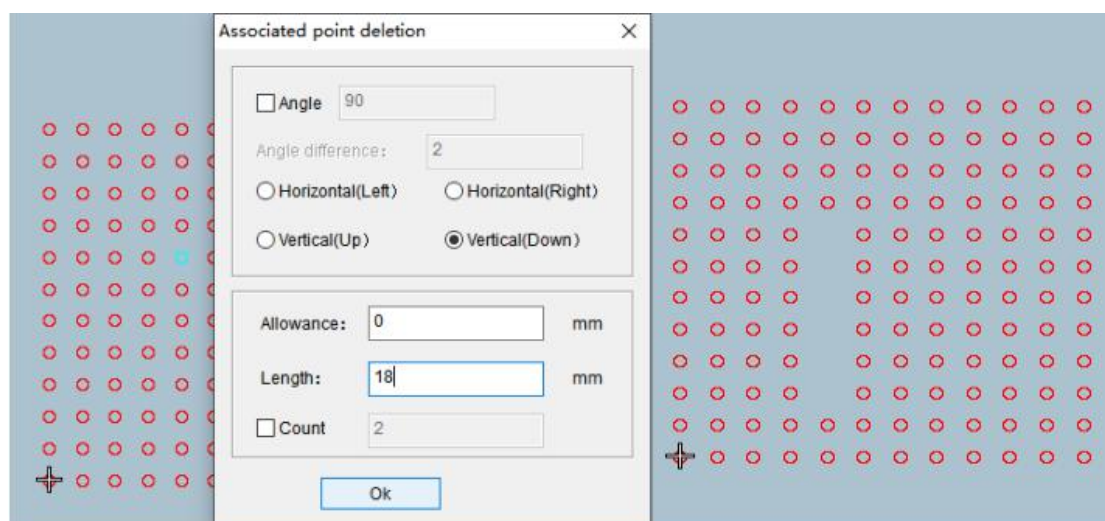 Associated point deletion
Angle 90
Angle difference: 2
Horizontal(Left) Horizontal(Right)
Vertical(Up) Vertical(Down)
Allowance: 0 mm
Length: 18 mm
Count 2
Ok